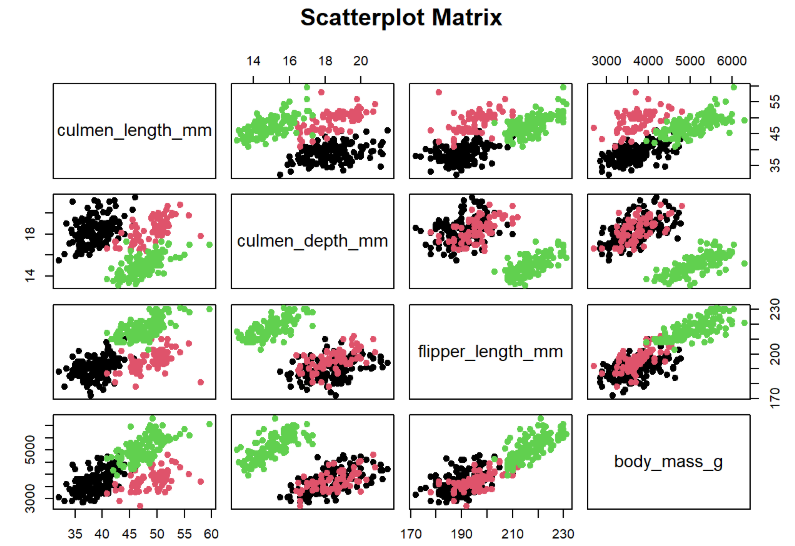 Scatterplot Matrix
14 16 18 20
3000 4000 5000 6000
culmen_length_mm
35 45 55
culmen_depth_mm
14 18
flipper_length_mm
170 200 230
body_mass_g
3000 5000
35 40 45 50 55 60
170 190 210 230